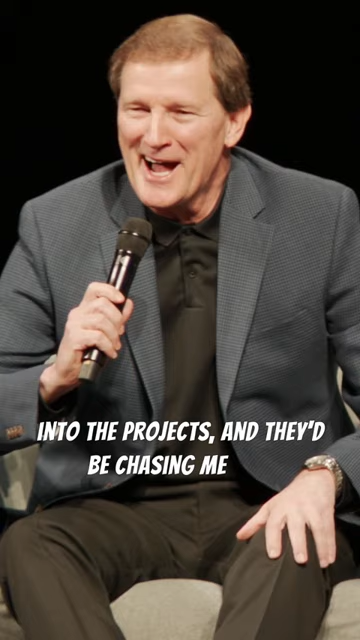 INTO THE PROJECTS, AND THEY'D
BE CHASING ME